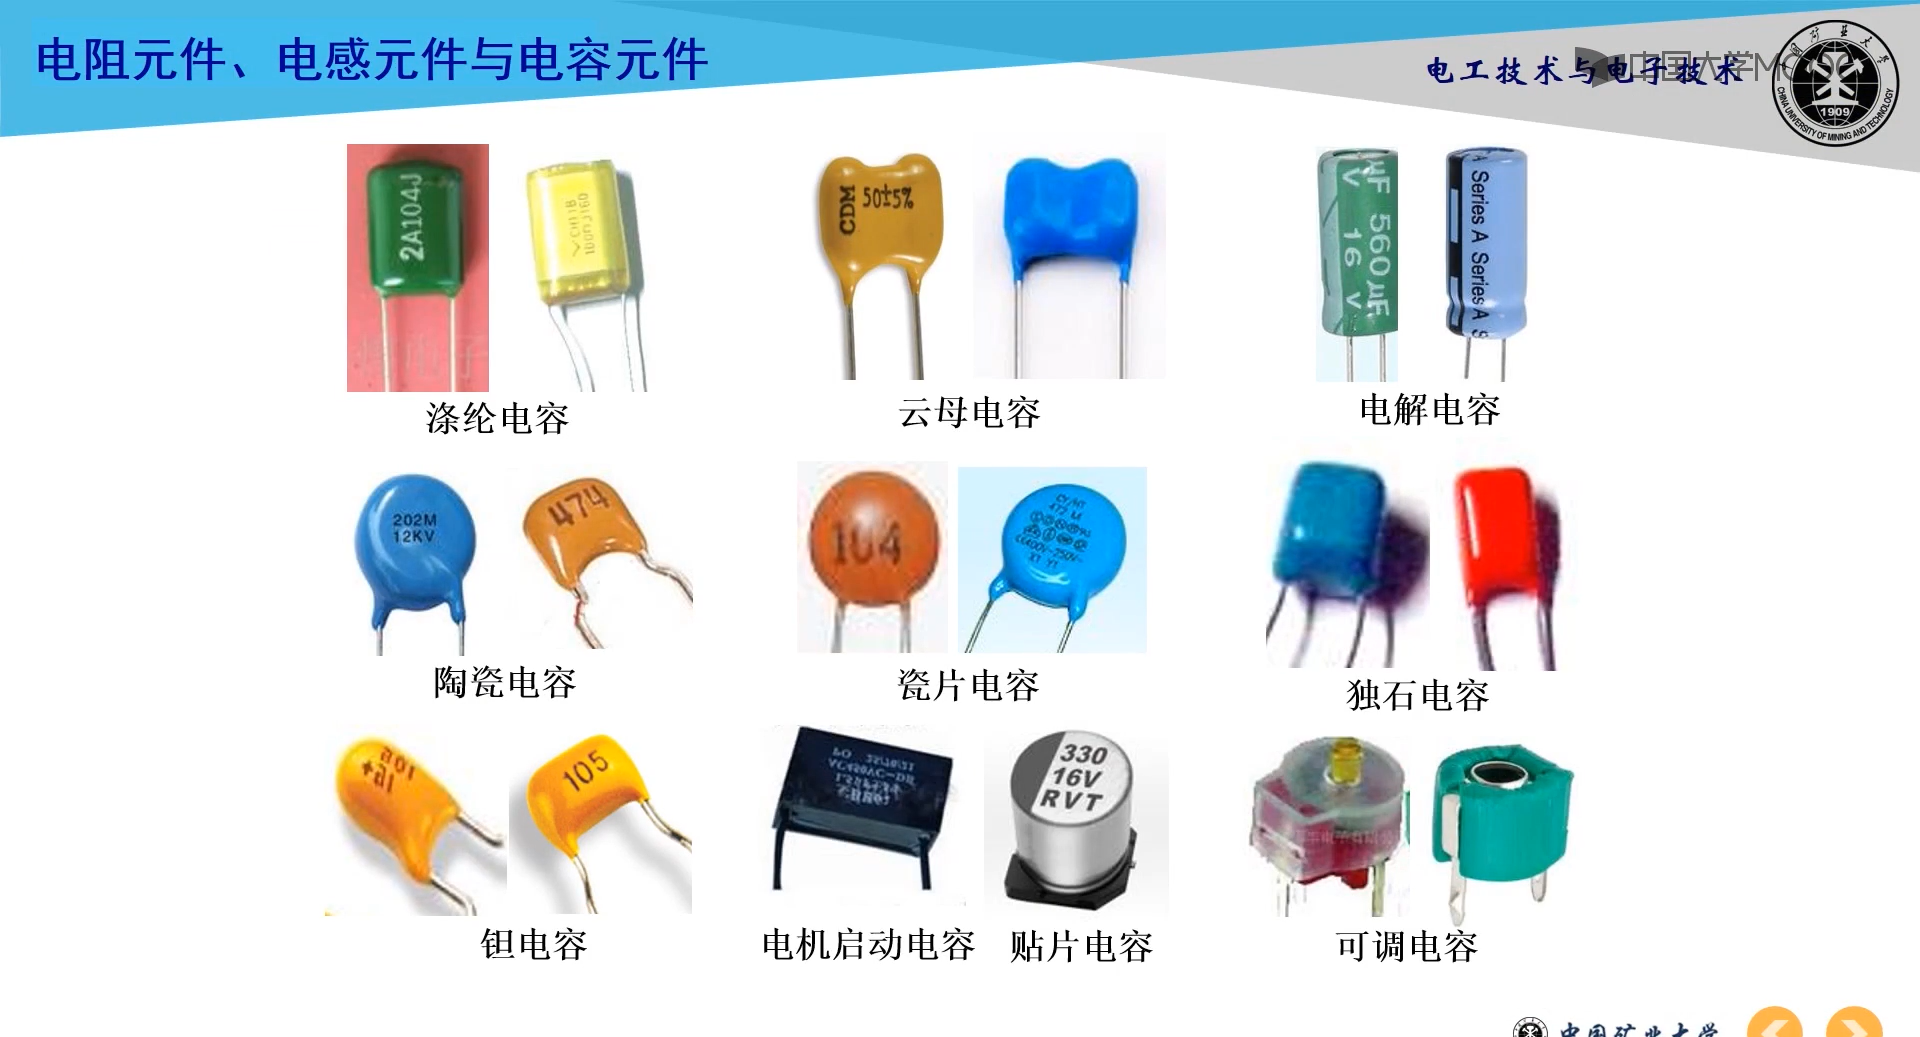 电阻元件、电感元件与电容元件
电工技术与电子技术
中国大学MOOC
CHINA UNIVERSITY OF MINING AND TECHNOLOGY
1909
2A104J
CDM
50±5%
µF 560µF
V 16 V
A Series A Series A S
涤纶电容
云母电容
电解电容
202M
12KV
474
104
陶瓷电容
瓷片电容
独石电容
105
330
16V
RVT
钽电容
电机启动电容
贴片电容
可调电容
中国矿业大学